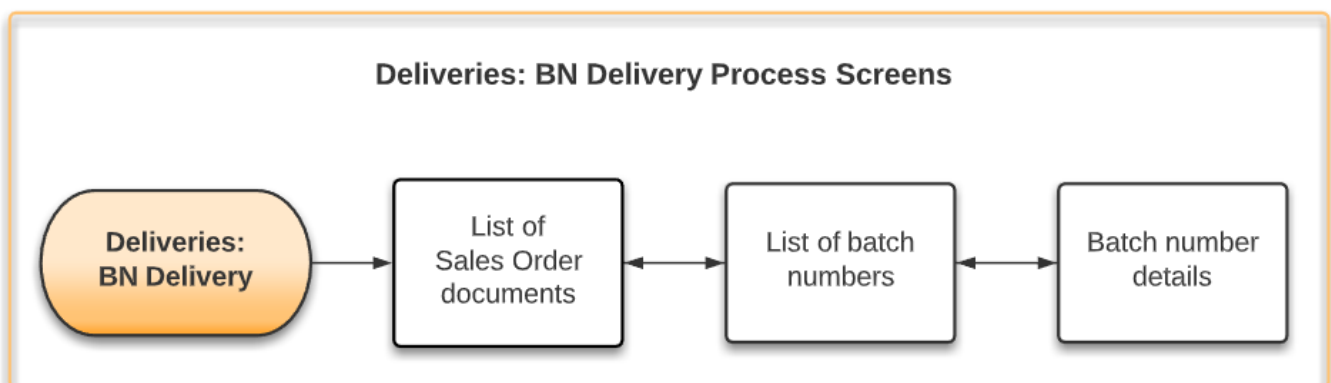 Deliveries: BN Delivery Process Screens
Deliveries:
BN Delivery
List of
Sales Order
documents
List of batch
numbers
Batch number
details